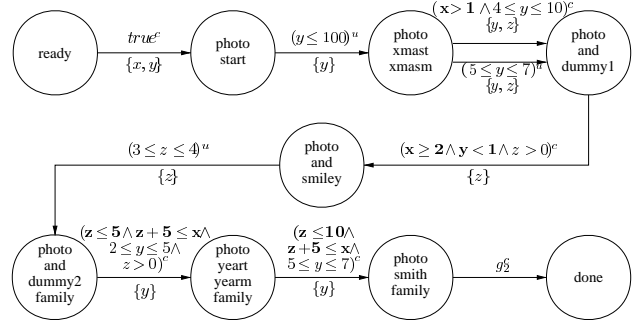 ready
true^c
{x, y}
photo
start
(y ≤ 100)^u
{y}
photo
xmast
xmasm
(x > 1 ∧ 4 ≤ y ≤ 10)^c
{y, z}
(5 ≤ y ≤ 7)^u
{y, z}
photo
and
dummy1
(x ≥ 2 ∧ y < 1 ∧ z > 0)^c
{z}
photo
and
smiley
(3 ≤ z ≤ 4)^u
{z}
photo
and
dummy2
family
(z ≤ 5 ∧ z + 5 ≤ x ∧
2 ≤ y ≤ 5 ∧
z > 0)^c
{y}
photo
yeart
yearm
family
(z ≤ 10 ∧
z + 5 ≤ x ∧
5 ≤ y ≤ 7)^c
{y}
photo
smith
family
g₂^c
done